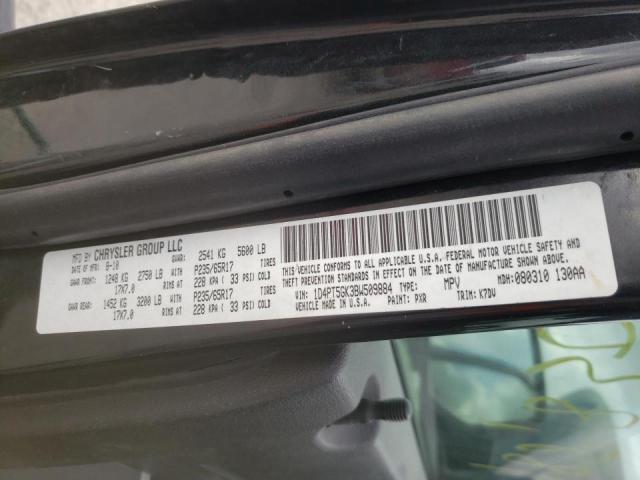 MFD BY CHRYSLER GROUP LLC
DATE OF MFR 8-10 GVWR: 2541 KG 5600 LB
GAWR FRONT: 1248 KG 2750 LB WITH TIRES P235/65R17
17X7.0 RIMS AT 228 KPA ( 33 PSI) COLD
GAWR REAR: 1452 KG 3200 LB WITH TIRES P235/65R17
17X7.0 RIMS AT 228 KPA ( 33 PSI) COLD
THIS VEHICLE CONFORMS TO ALL APPLICABLE U.S.A. FEDERAL MOTOR VEHICLE SAFETY AND
THEFT PREVENTION STANDARDS IN EFFECT ON THE DATE OF MANUFACTURE SHOWN ABOVE.
VIN: 1D4PT5GK3BW509884 TYPE: MPV MDH: 080310 130AA
VEHICLE MADE IN U.S.A. PAINT: PXR TRIM: K7DV